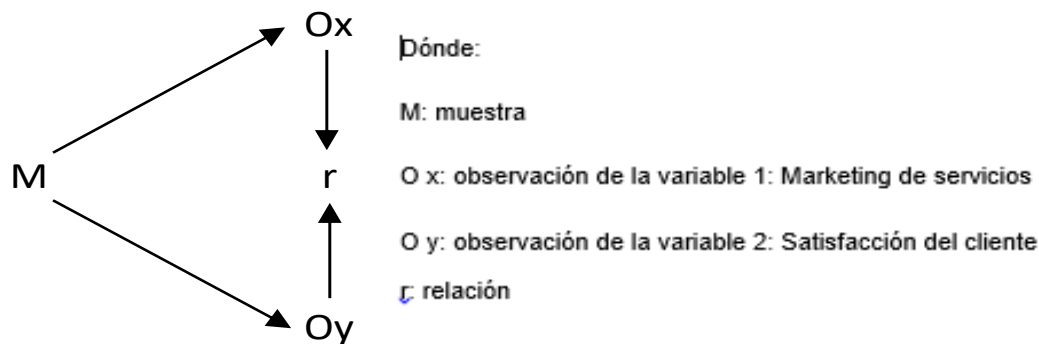 Ox
Dónde:
M: muestra
M
r
O x: observación de la variable 1: Marketing de servicios
O y: observación de la variable 2: Satisfacción del cliente
r: relación
Oy